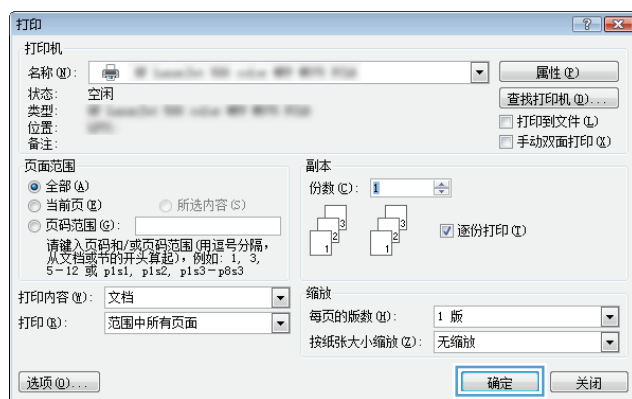 打印
打印机
名称(N):
属性(P)
状态: 空闲
查找打印机(D)...
类型:
位置:
打印到文件(L)
备注:
手动双面打印(X)
页面范围
全部(A)
当前页(E) 所选内容(S)
页码范围(G):
请键入页码和/或页码范围(用逗号分隔，
从文档或节的开头算起)，例如: 1, 3,
5-12 或 p1s1, p1s2, p1s3-p8s3
副本
份数(C): 1
1 2 3 1 2 3
逐份打印(T)
打印内容(W): 文档
打印(R): 范围中所有页面
缩放
每页的版数(H): 1 版
按纸张大小缩放(Z): 无缩放
选项(O)...
确定
关闭